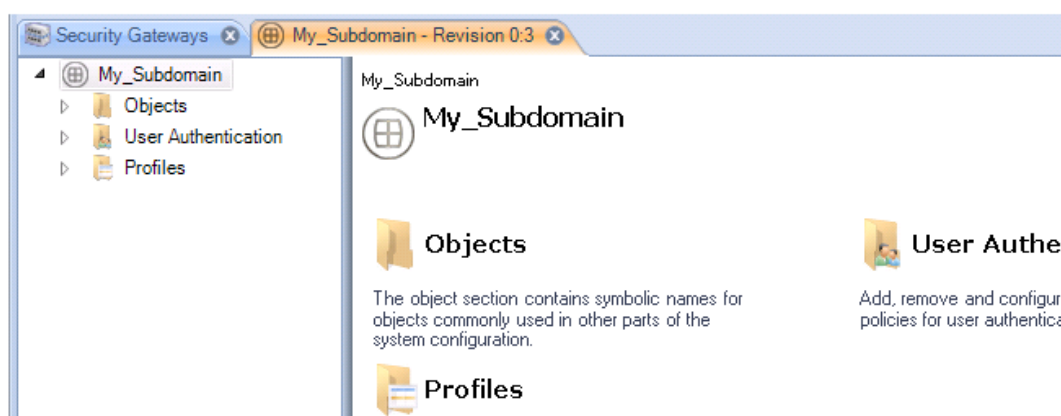 Security Gateways
My_Subdomain - Revision 0:3
My_Subdomain
Objects
User Authentication
Profiles
My_Subdomain
My_Subdomain
Objects
The object section contains symbolic names for
objects commonly used in other parts of the
system configuration.
User Authe
Add, remove and configur
policies for user authentica
Profiles